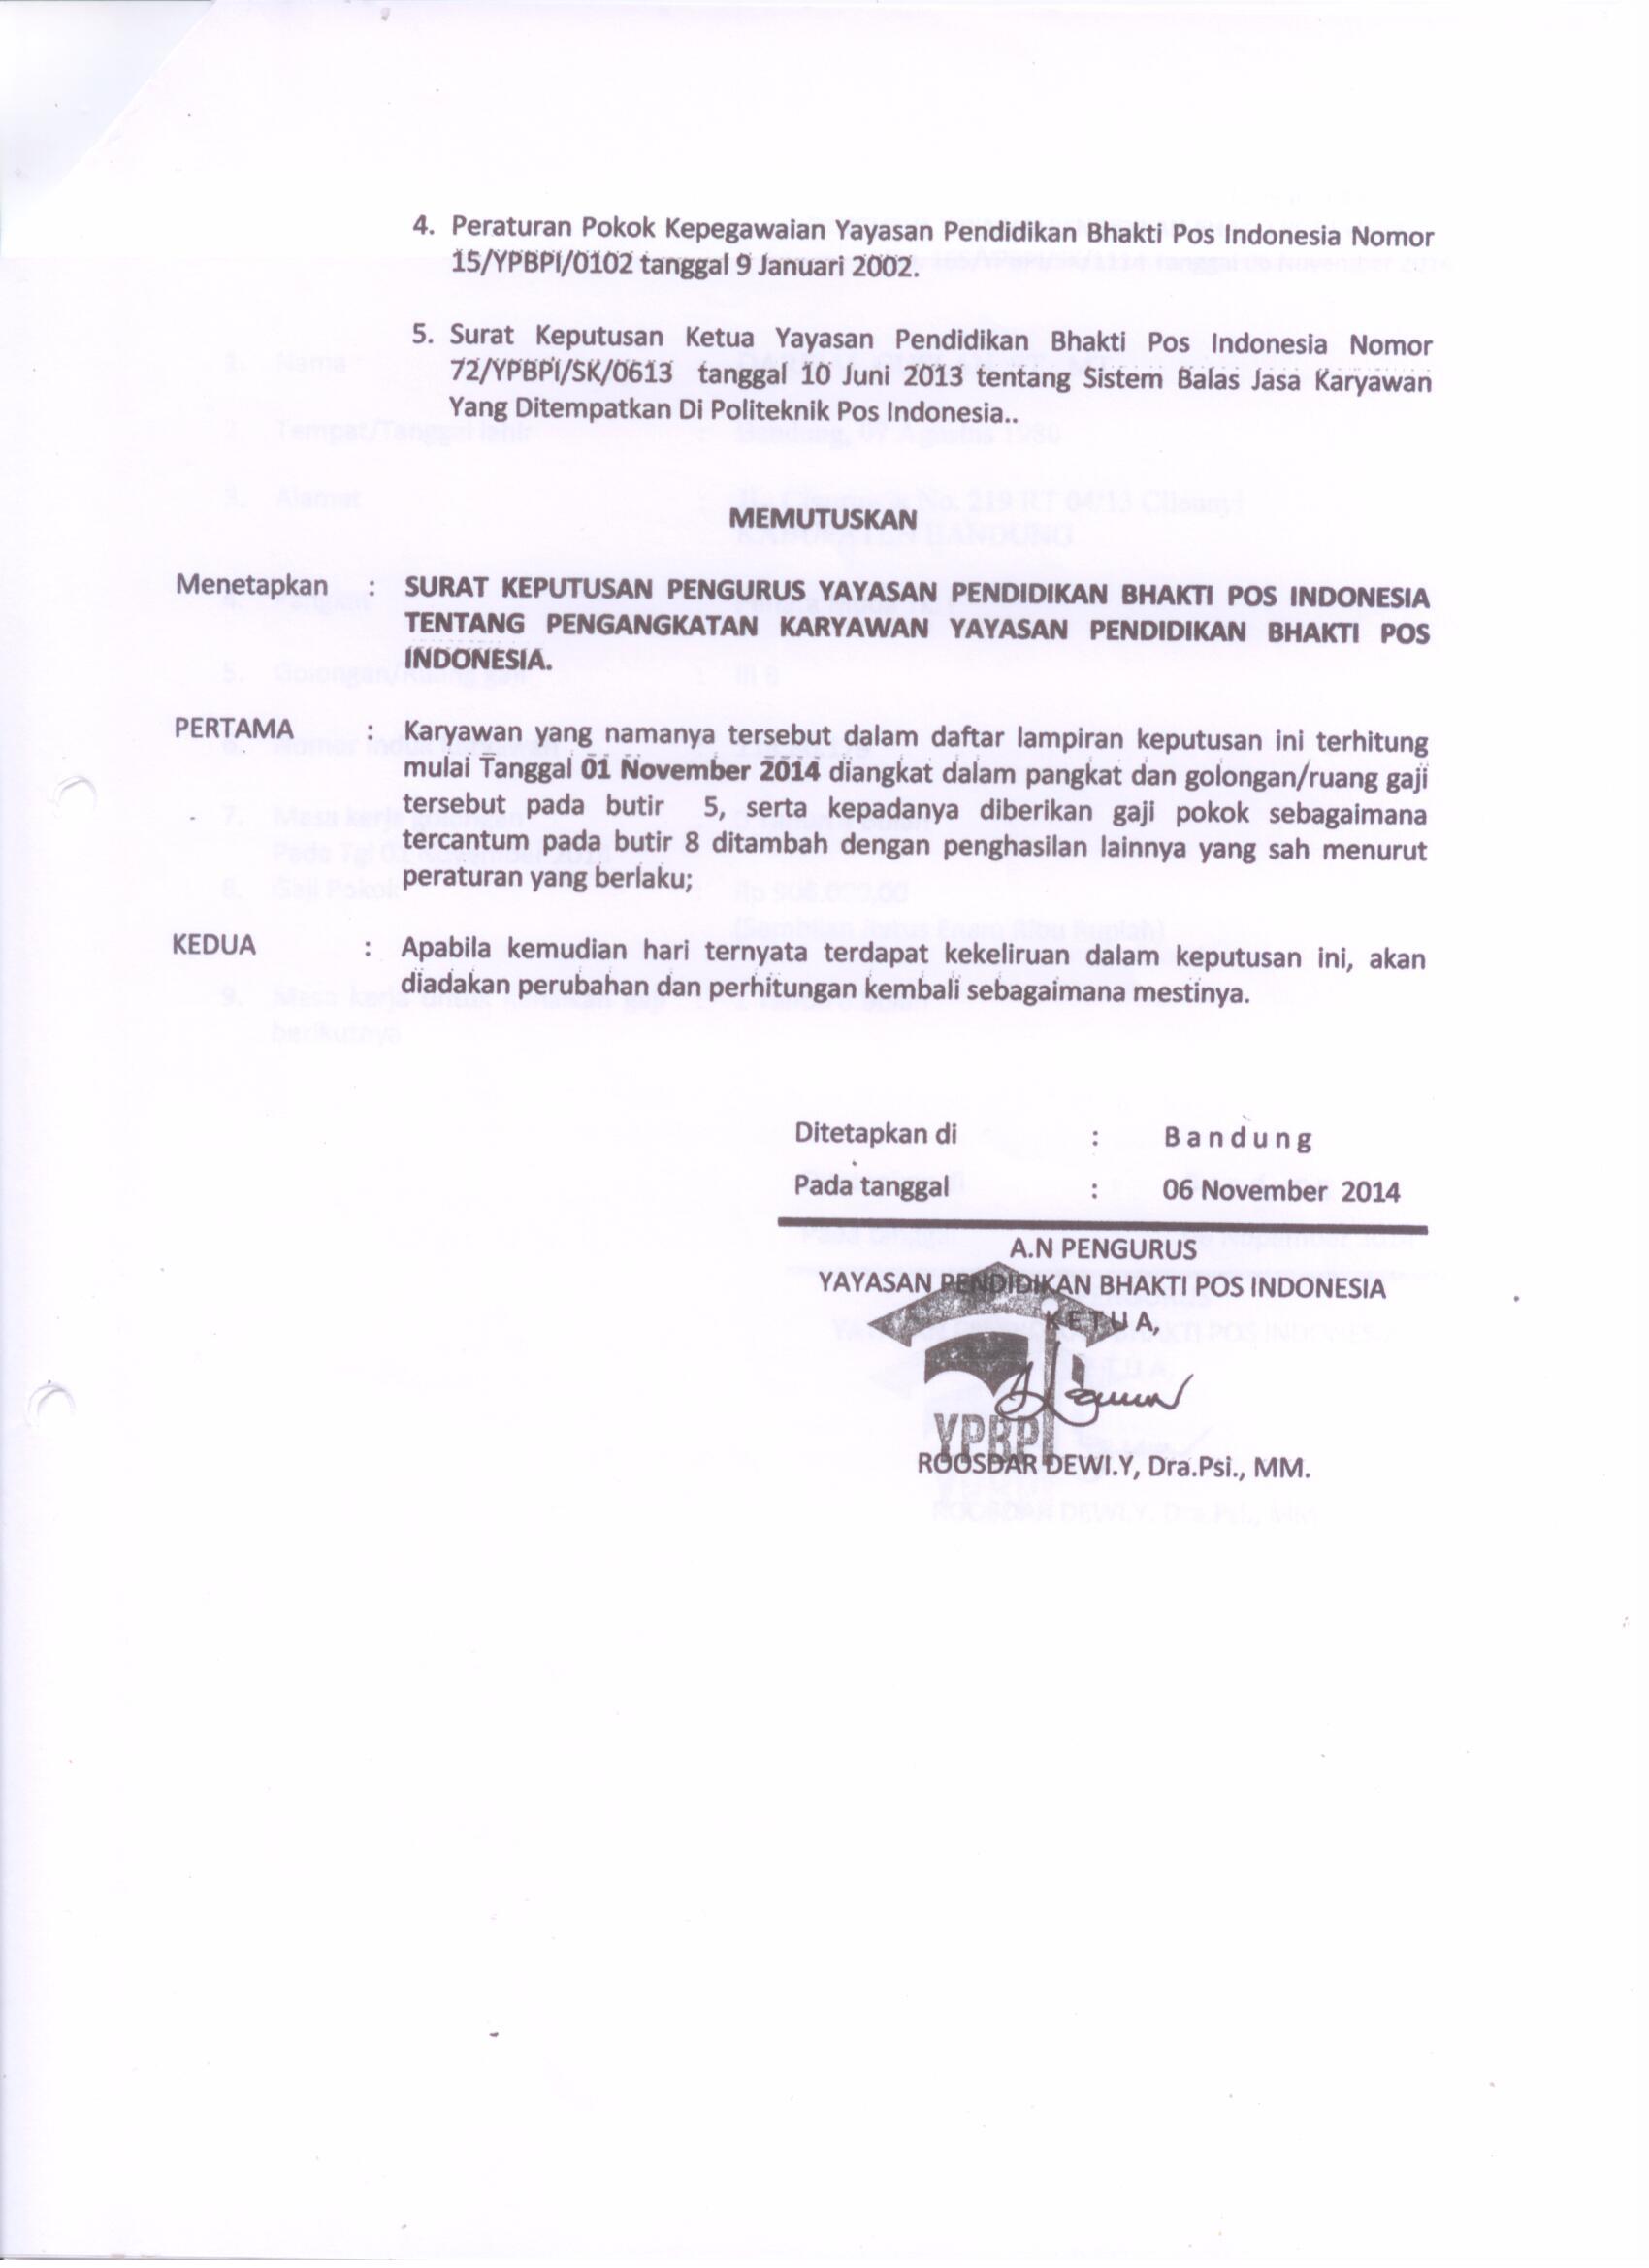 4. Peraturan Pokok Kepegawaian Yayasan Pendidikan Bhakti Pos Indonesia Nomor
15/YPBPI/0102 tanggal 9 Januari 2002.
5. Surat Keputusan Ketua Yayasan Pendidikan Bhakti Pos Indonesia Nomor
72/YPBPI/SK/0613 tanggal 10 Juni 2013 tentang Sistem Balas Jasa Karyawan
Yang Ditempatkan Di Politeknik Pos Indonesia..
MEMUTUSKAN
Menetapkan : SURAT KEPUTUSAN PENGURUS YAYASAN PENDIDIKAN BHAKTI POS INDONESIA
TENTANG PENGANGKATAN KARYAWAN YAYASAN PENDIDIKAN BHAKTI POS
INDONESIA.
PERTAMA : Karyawan yang namanya tersebut dalam daftar lampiran keputusan ini terhitung
mulai Tanggal 01 November 2014 diangkat dalam pangkat dan golongan/ruang gaji
tersebut pada butir 5, serta kepadanya diberikan gaji pokok sebagaimana
tercantum pada butir 8 ditambah dengan penghasilan lainnya yang sah menurut
peraturan yang berlaku;
KEDUA : Apabila kemudian hari ternyata terdapat kekeliruan dalam keputusan ini, akan
diadakan perubahan dan perhitungan kembali sebagaimana mestinya.
Ditetapkan di : B a n d u n g
Pada tanggal : 06 November 2014
A.N PENGURUS
YAYASAN PENDIDIKAN BHAKTI POS INDONESIA
K E T U A,
YPBPI
ROOSDAR DEWI.Y, Dra.Psi., MM.